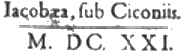 Iacobæa, sub Ciconiis.
M. DC. XXI.